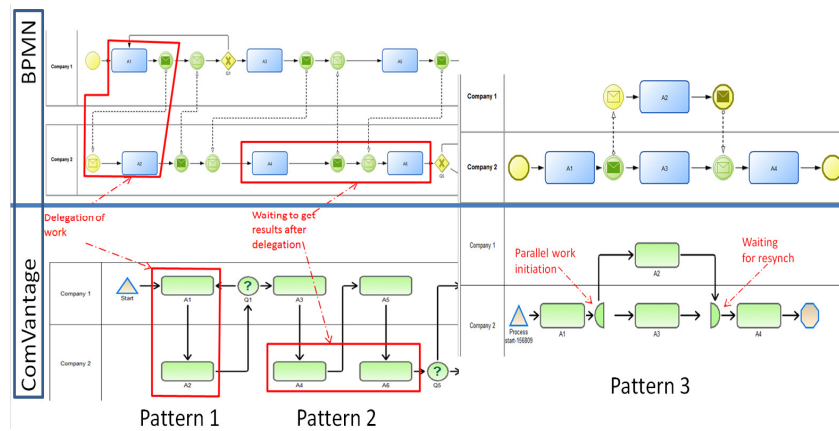 BPMN
Company 1
A1
G1
A3
A5
Company 2
A2
A4
Company 1
A2
Company 2
A1
A3
A4
Delegation of
work
Waiting to get
results after
delegation
ComVantage
Company 1
Start
A1
Q1
A3
A5
Company 2
A2
A4
A6
Q5
Company 1
Parallel work
initiation
A2
Waiting
for resynch
Company 2
Process
start-156809
A1
A3
A4
Pattern 1
Pattern 2
Pattern 3